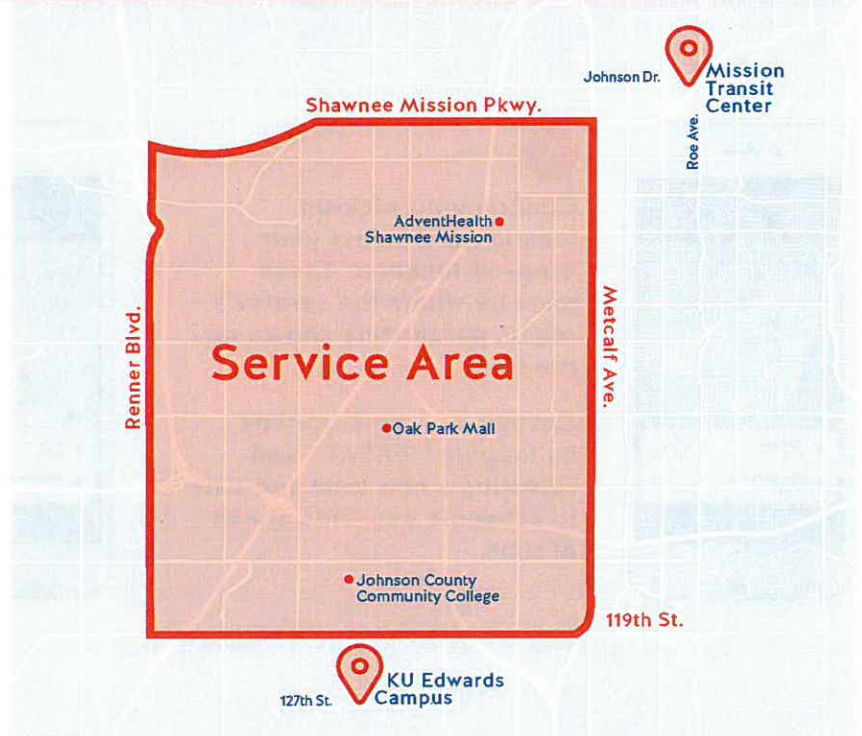 Johnson Dr.
Mission
Transit
Center
Roe Ave.
Shawnee Mission Pkwy.
AdventHealth
Shawnee Mission
Renner Blvd.
Metcalf Ave.
Service Area
Oak Park Mall
Johnson County
Community College
119th St.
KU Edwards
Campus
127th St.